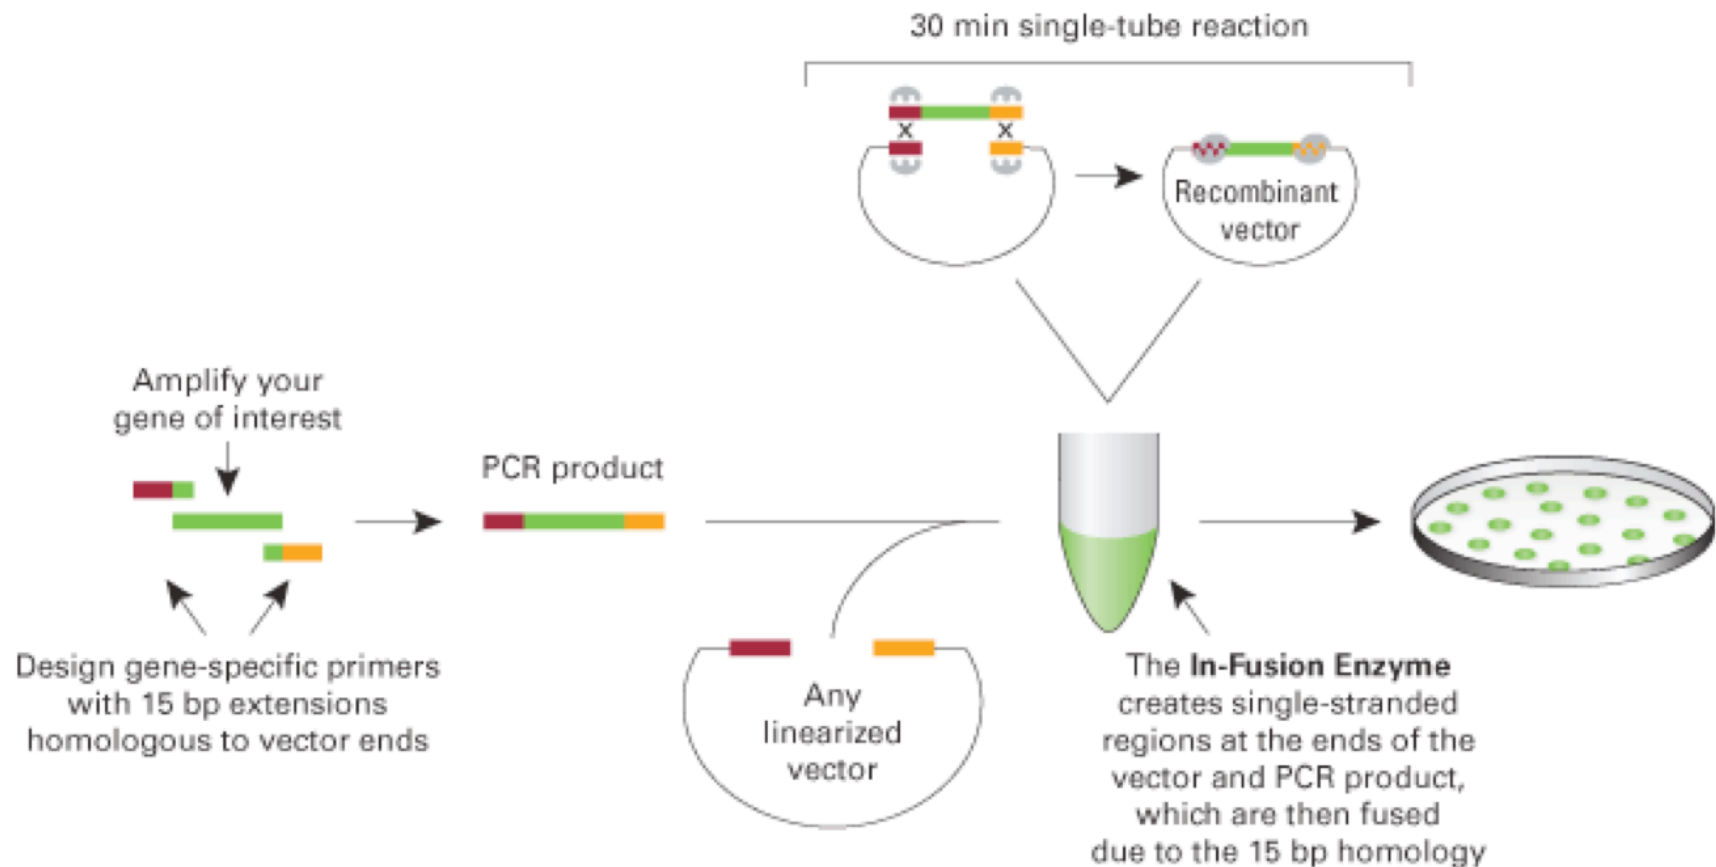 30 min single-tube reaction
Recombinant
vector
Amplify your
gene of interest
PCR product
Design gene-specific primers
with 15 bp extensions
homologous to vector ends
Any
linearized
vector
The In-Fusion Enzyme
creates single-stranded
regions at the ends of the
vector and PCR product,
which are then fused
due to the 15 bp homology